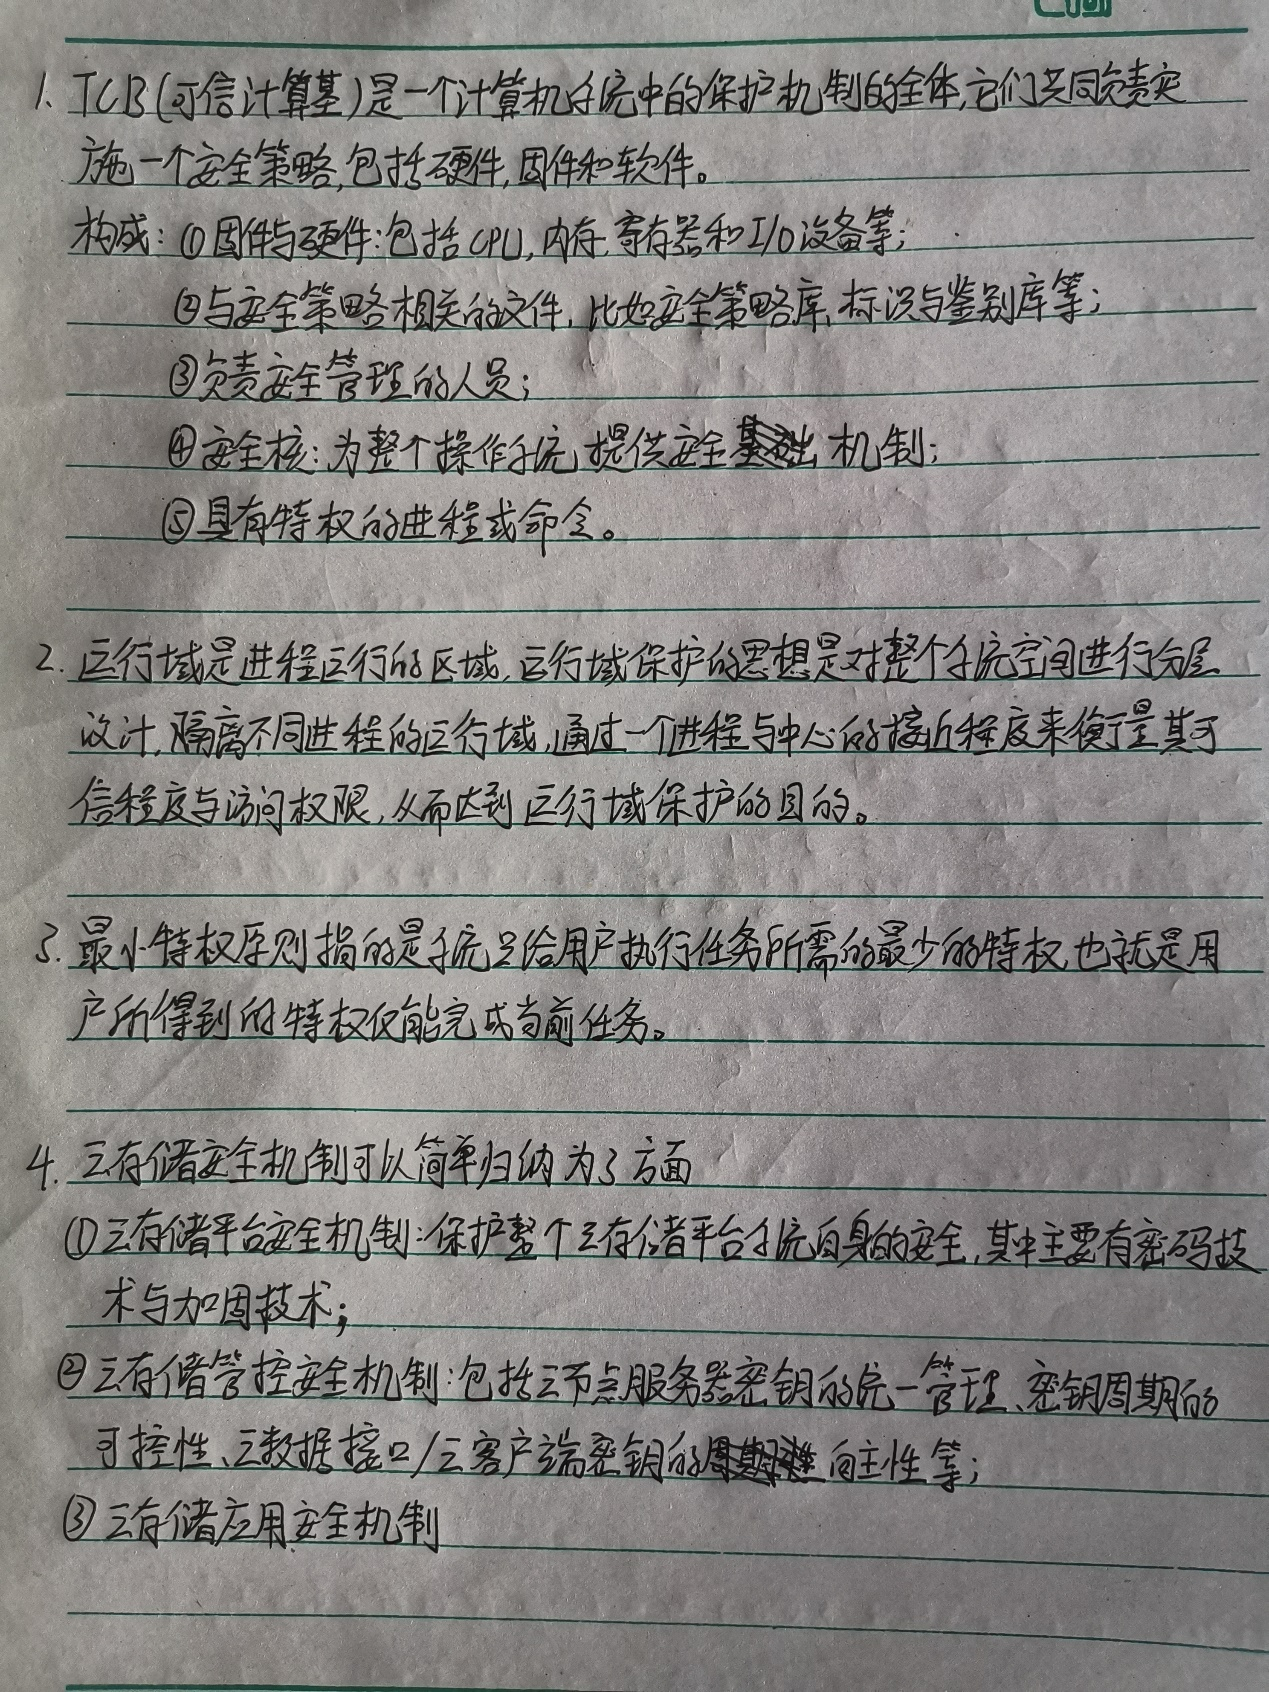 1. TCB(可信计算基)是一个计算机系统中的保护机制的全体,它们共同负责实
施一个安全策略,包括硬件,固件和软件。
构成:①固件与硬件:包括CPU,内存、寄存器和I/O设备等;
②与安全策略相关的文件,比如安全策略库、标识与鉴别库等;
③负责安全管理的人员;
④安全核:为整个操作系统提供安全机制;
⑤具有特权的进程或命令。
2. 运行域是进程运行的区域,运行域保护的思想是对整个系统空间进行分层
设计,隔离不同进程的运行域,通过一个进程与中心的接近程度来衡量其可
信程度与访问权限,从而达到运行域保护的目的。
3. 最小特权原则指的是系统只给用户执行任务所需的最少的特权,也就是用
户所得到的特权仅能完成当前任务。
4. 云存储安全机制可以简单归纳为3方面
①云存储平台安全机制:保护整个云存储平台系统自身的安全,其中主要有密码技
术与加固技术;
②云存储管控安全机制:包括云节点服务器密钥的统一管理、密钥周期的
可控性、云数据接口/云客户端密钥的自主性等;
③云存储应用安全机制